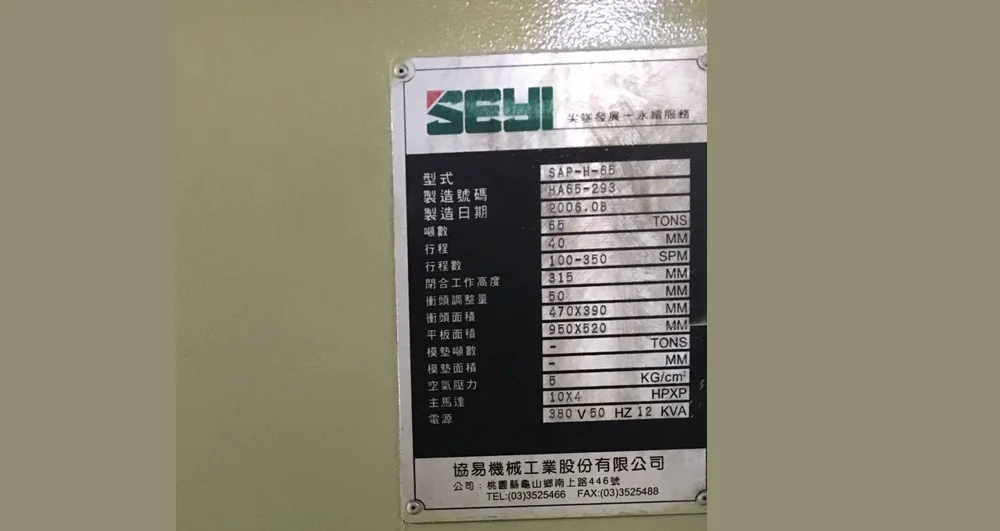 SEYI 尖端發展－永續服務
型式 SAP-H-65
製造號碼 HA65-293
製造日期 2006.08
噸數 65 TONS
行程 40 MM
行程數 100-350 SPM
閉合工作高度 315 MM
衝頭調整量 50 MM
衝頭面積 470X390 MM
平板面積 950X520 MM
模墊噸數 - TONS
模墊面積 - MM
空氣壓力 5 KG/cm²
主馬達 10X4 HPXP
電源 380 V 50 HZ 12 KVA
協易機械工業股份有限公司
公司：桃園縣龜山鄉南上路446號
TEL:(03)3525466 FAX:(03)3525488